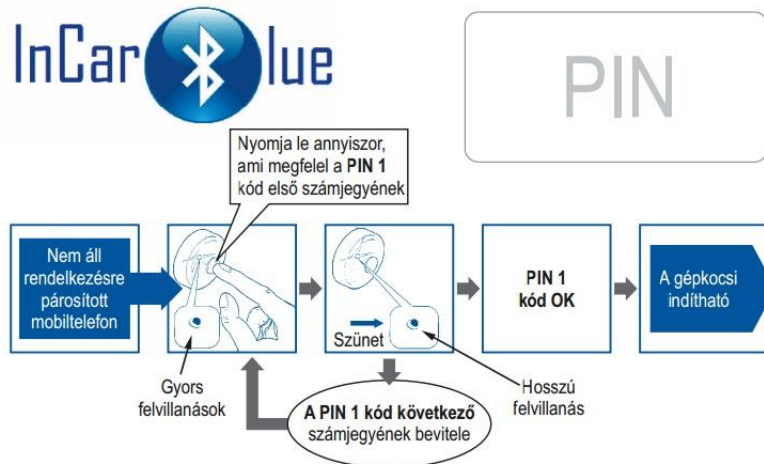 InCar Blue
PIN
Nyomja le annyiszor,
ami megfelel a PIN 1
kód első számjegyének
Nem áll
rendelkezésre
párosított
mobiltelefon
Szünet
PIN 1
kód OK
A gépkocsi
indítható
Gyors
felvillanások
Hosszú
felvillanás
A PIN 1 kód következő
számjegyének bevitele